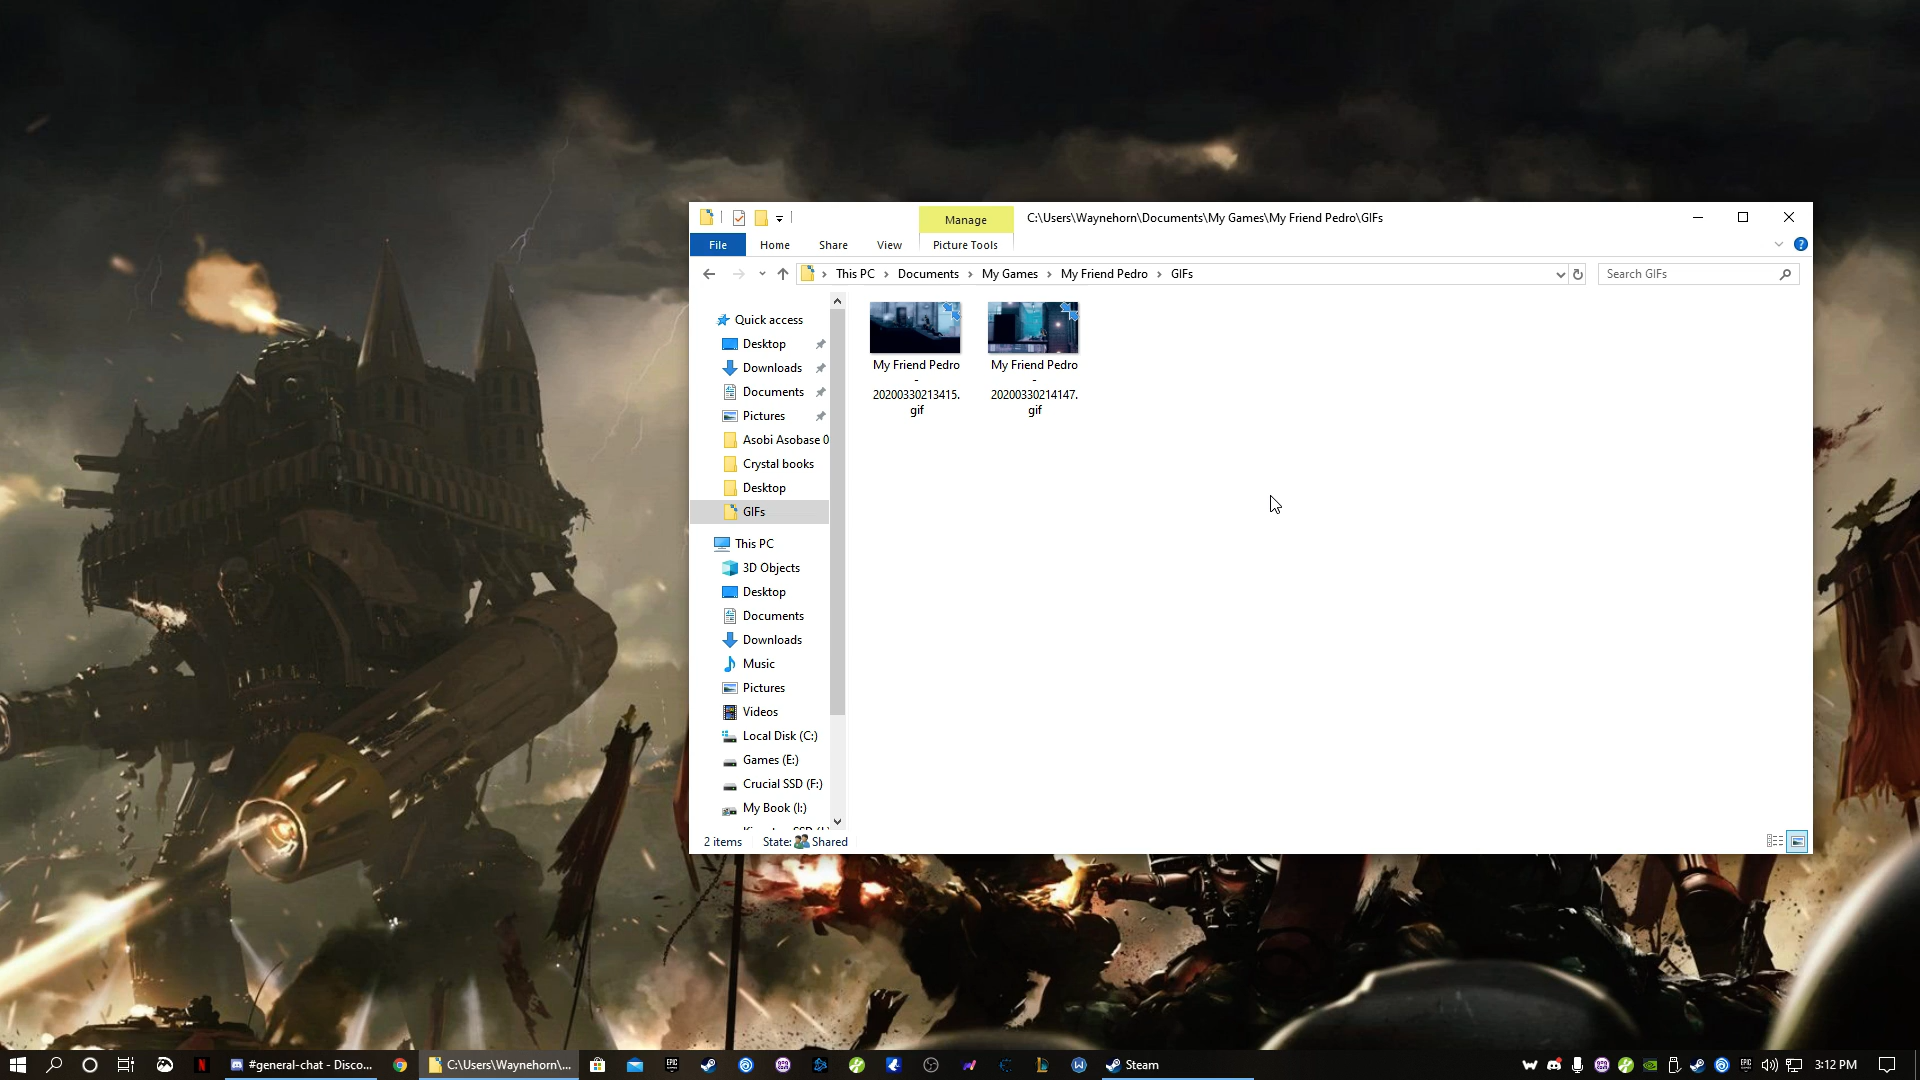 Manage
C:\Users\Waynehorn\Documents\My Games\My Friend Pedro\GIFs
File
Home
Share
View
Picture Tools
This PC
Documents
My Games
My Friend Pedro
GIFs
Search GIFs
Quick access
Desktop
Downloads
Documents
Pictures
Asobi Asobase 0
Crystal books
Desktop
GIFs
This PC
3D Objects
Desktop
Documents
Downloads
Music
Pictures
Videos
Local Disk (C:)
Games (E:)
Crucial SSD (F:)
My Book (I:)
My Friend Pedro
-
20200330213415.
gif
My Friend Pedro
-
20200330214147.
gif
2 items
State:
Shared
#general-chat - Disco...
C:\Users\Waynehorn\...
Steam
3:12 PM